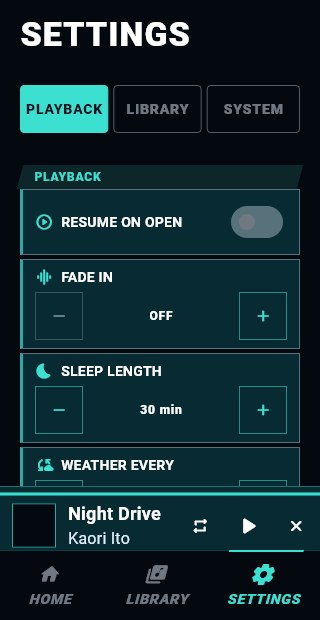 SETTINGS
PLAYBACK LIBRARY SYSTEM
PLAYBACK
RESUME ON OPEN
FADE IN
− OFF +
SLEEP LENGTH
− 30 min +
WEATHER EVERY
Night Drive
Kaori Ito
HOME LIBRARY SETTINGS